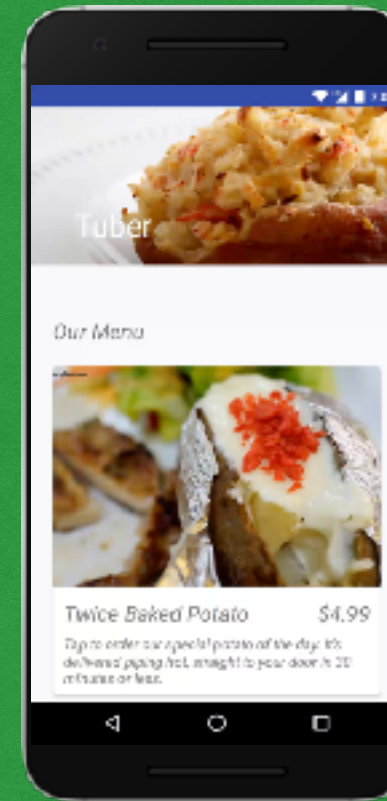 Tuber
Our Menu
Twice Baked Potato $4.99
Tap to order our special potato of the day. It's
delivered piping hot, straight to your door in 30
minutes or less.